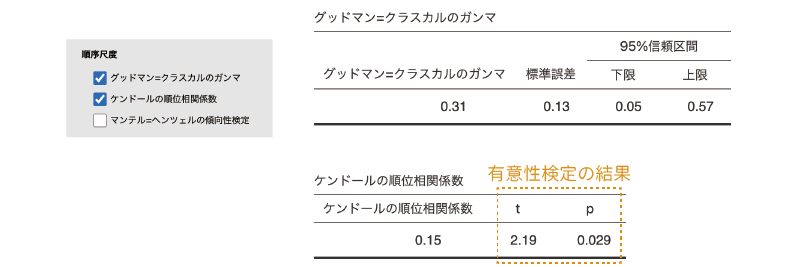 順序尺度
グッドマン=クラスカルのガンマ
ケンドールの順位相関係数
マンテル=ヘンツェルの傾向性検定
グッドマン=クラスカルのガンマ
95%信頼区間
グッドマン=クラスカルのガンマ 標準誤差 下限 上限
0.31 0.13 0.05 0.57
有意性検定の結果
ケンドールの順位相関係数
ケンドールの順位相関係数 t p
0.15 2.19 0.029